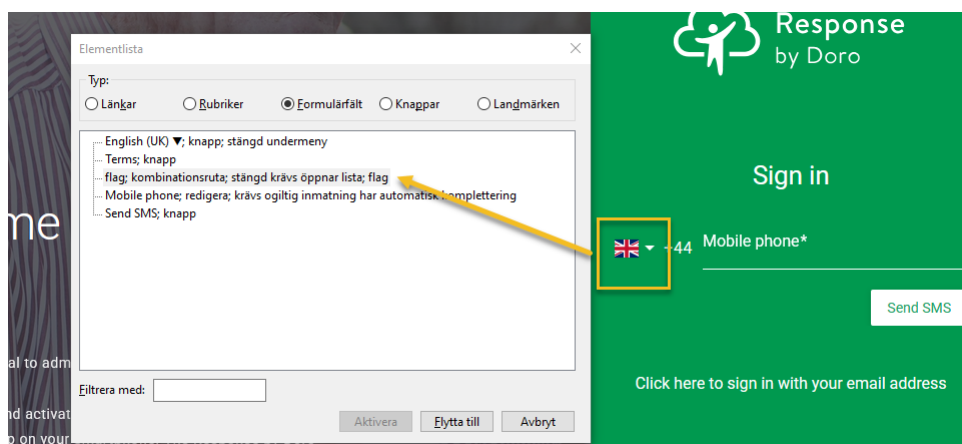 Response
by Doro
Elementlista
Typ:
Länkar Rubriker Formulärfält Knappar Landmärken
English (UK) ▼; knapp; stängd undermeny
Terms; knapp
flag; kombinationsruta; stängd krävs öppnar lista; flag
Mobile phone; redigera; krävs ogiltig inmatning har automatisk komplettering
Send SMS; knapp
Sign in
me
44 Mobile phone*
Send SMS
al to adm
Filtrera med:
Click here to sign in with your email address
nd activat
Aktivera Flytta till Avbryt
o on your